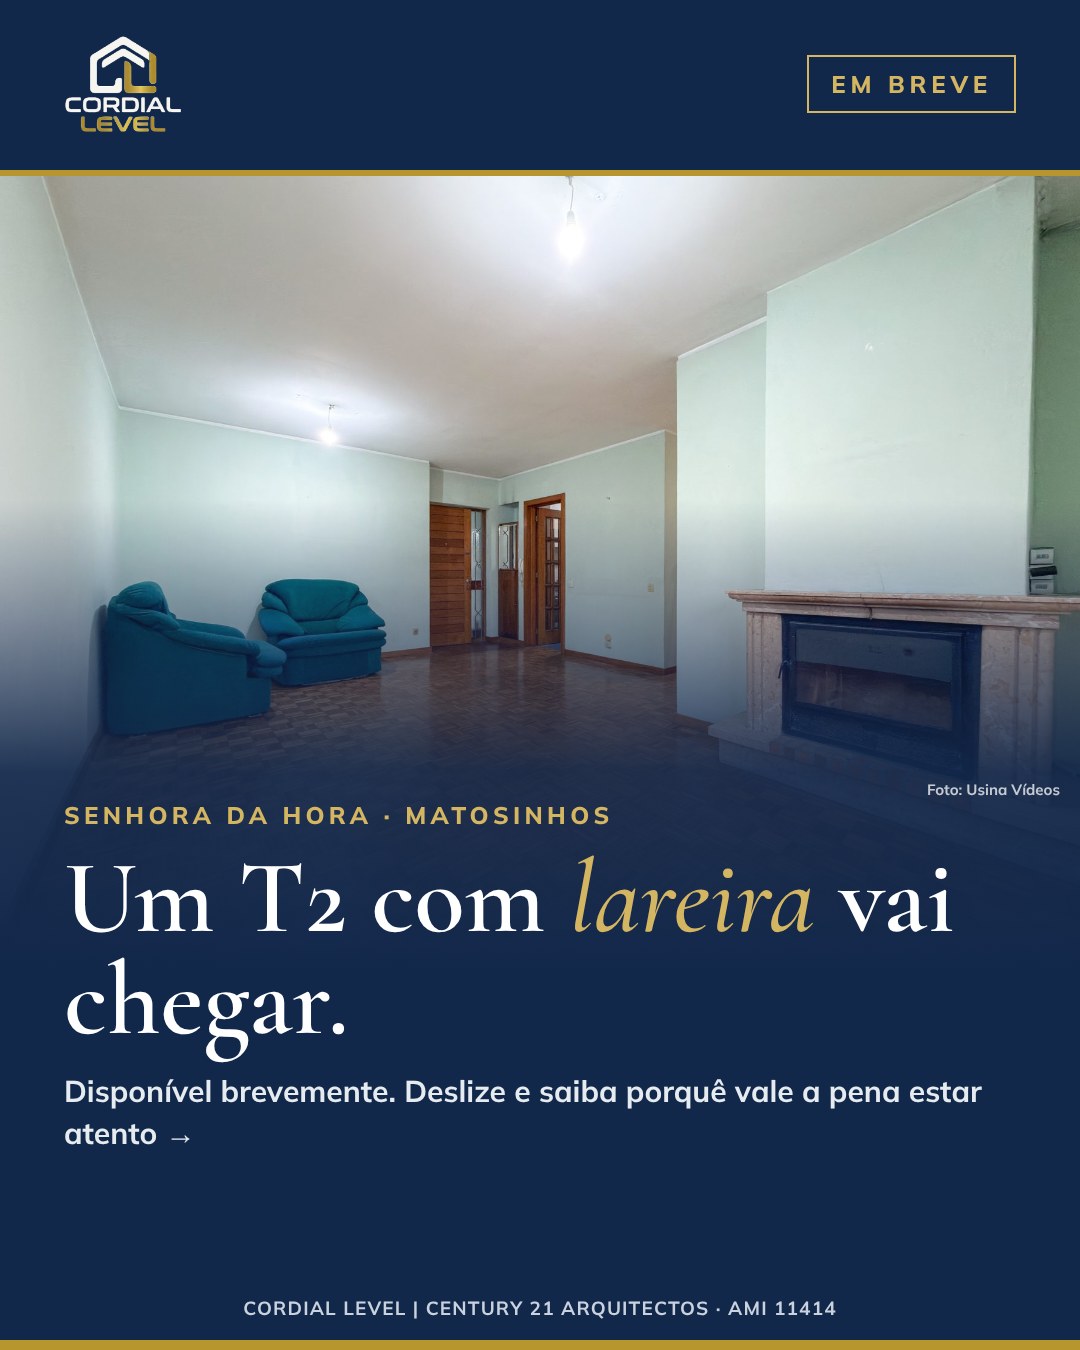 CORDIAL
LEVEL
EM BREVE
Foto: Usina Vídeos
SENHORA DA HORA · MATOSINHOS
Um T2 com lareira vai
chegar.
Disponível brevemente. Deslize e saiba porquê vale a pena estar
atento →
CORDIAL LEVEL | CENTURY 21 ARQUITECTOS · AMI 11414